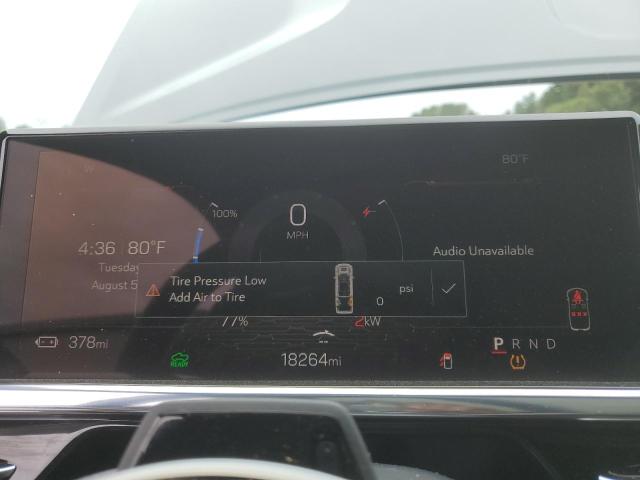 80°F
100%
0
MPH
4:36 80°F
Tuesday
August 5
Audio Unavailable
Tire Pressure Low
Add Air to Tire
0 psi
77%
2kW
378mi
READY
18264mi
P R N D